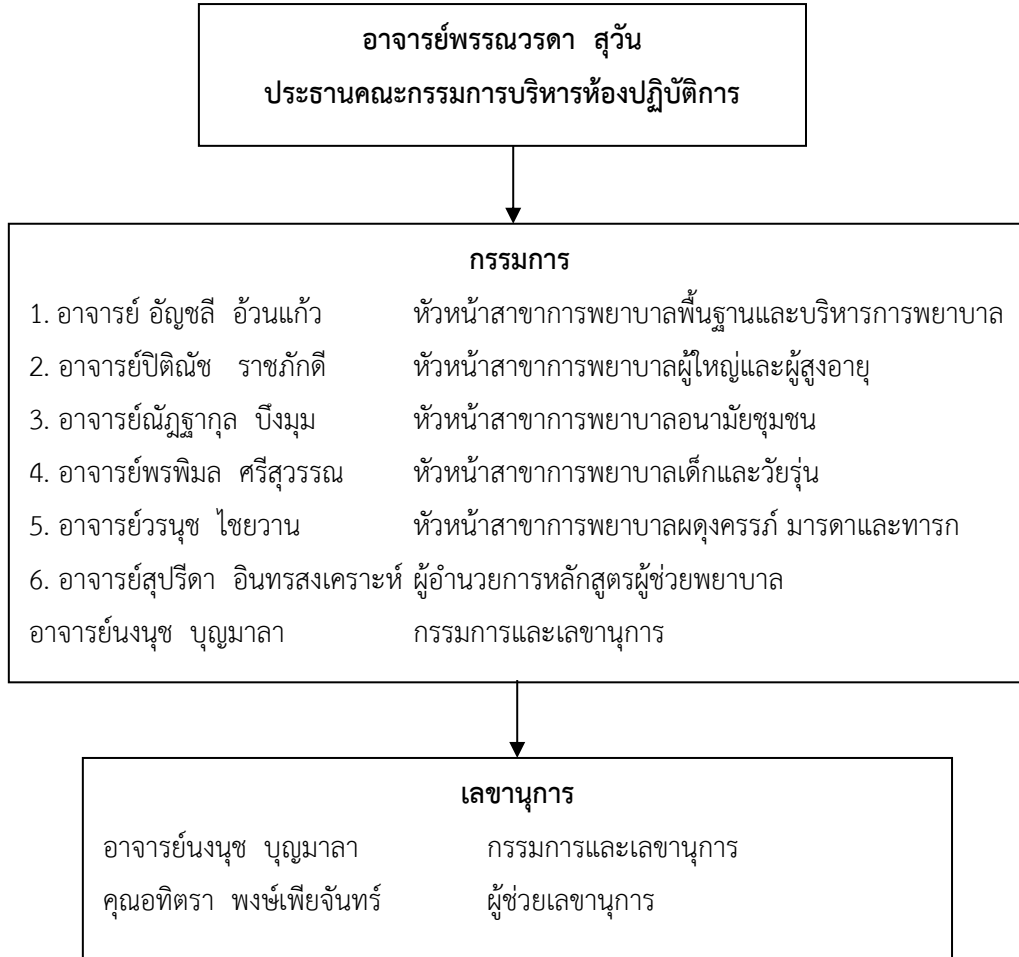 อาจารย์พรรณวรดา สุวัน
ประธานคณะกรรมการบริหารห้องปฏิบัติการ
กรรมการ
1. อาจารย์ อัญชลี อ้วนแก้ว หัวหน้าสาขาการพยาบาลพื้นฐานและบริหารการพยาบาล
2. อาจารย์ปิติณัช ราชภักดี หัวหน้าสาขาการพยาบาลผู้ใหญ่และผู้สูงอายุ
3. อาจารย์ณัฎฐากุล บึงมุม หัวหน้าสาขาการพยาบาลอนามัยชุมชน
4. อาจารย์พรพิมล ศรีสุวรรณ หัวหน้าสาขาการพยาบาลเด็กและวัยรุ่น
5. อาจารย์วรนุช ไชยวาน หัวหน้าสาขาการพยาบาลผดุงครรภ์ มารดาและทารก
6. อาจารย์สุปรีดา อินทรสงเคราะห์ ผู้อำนวยการหลักสูตรผู้ช่วยพยาบาล
อาจารย์นงนุช บุญมาลา กรรมการและเลขานุการ
เลขานุการ
อาจารย์นงนุช บุญมาลา กรรมการและเลขานุการ
คุณอทิตรา พงษ์เพียจันทร์ ผู้ช่วยเลขานุการ